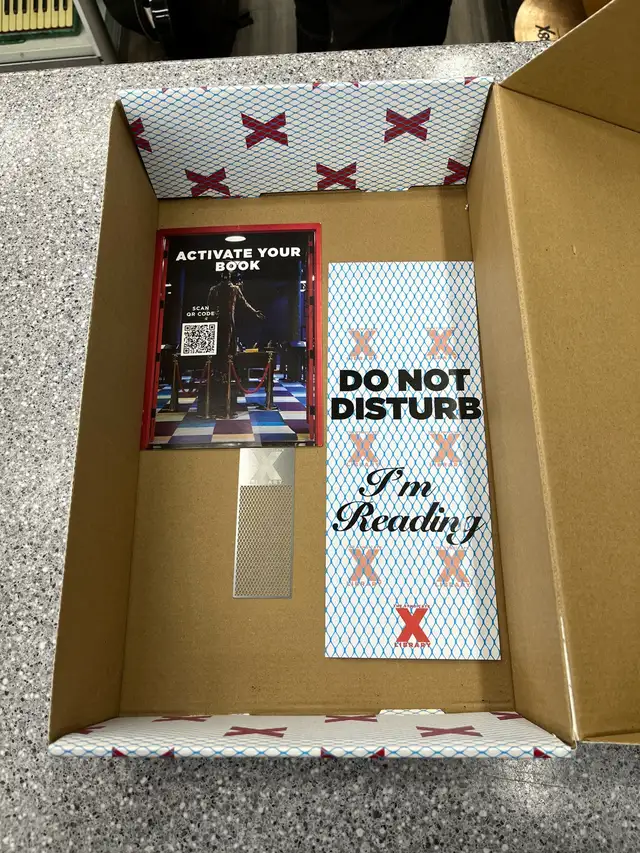 ACTIVATE YOUR
BOOK
SCAN
QR CODE
DO NOT
DISTURB
I'm
Reading
X
LIBRARY